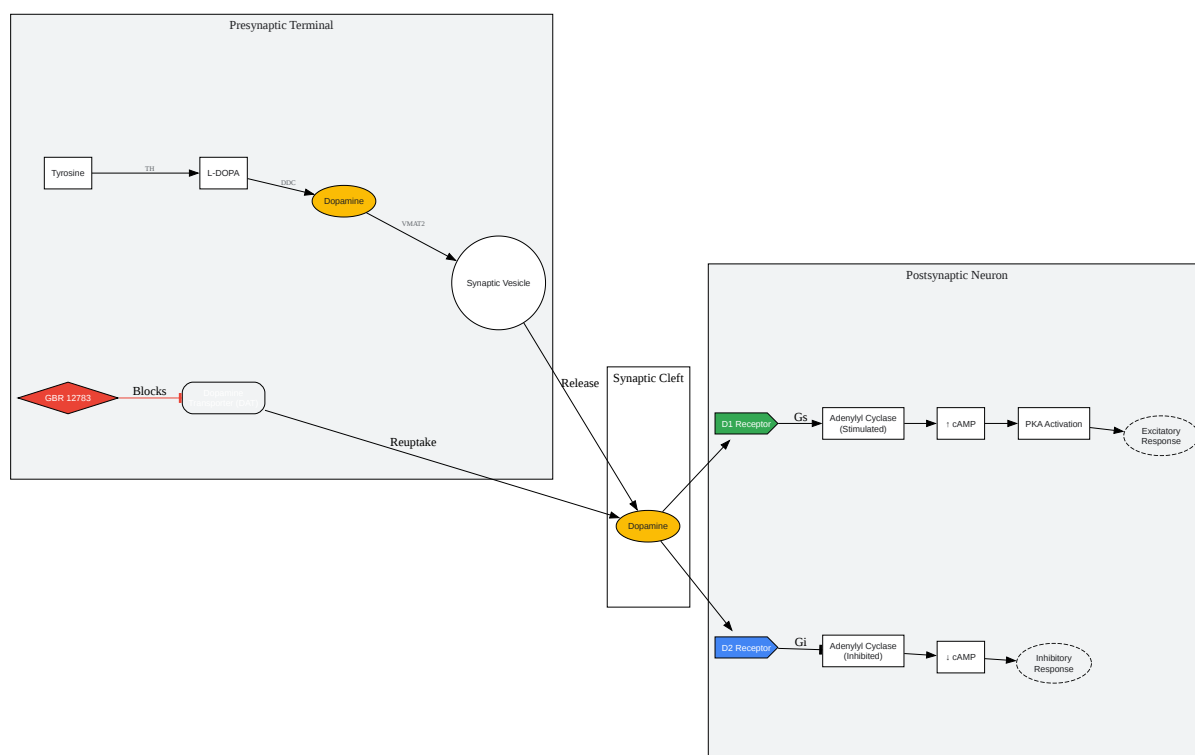 Presynaptic Terminal
Tyrosine
TH
L-DOPA
DDC
Dopamine
VMAT2
Synaptic Vesicle
GBR 12783
Blocks
Release
Reuptake
Synaptic Cleft
Dopamine
Postsynaptic Neuron
D1 Receptor
Gs
Adenylyl Cyclase
(Stimulated)
↑ cAMP
PKA Activation
Excitatory
Response
D2 Receptor
Gi
Adenylyl Cyclase
(Inhibited)
↓ cAMP
Inhibitory
Response